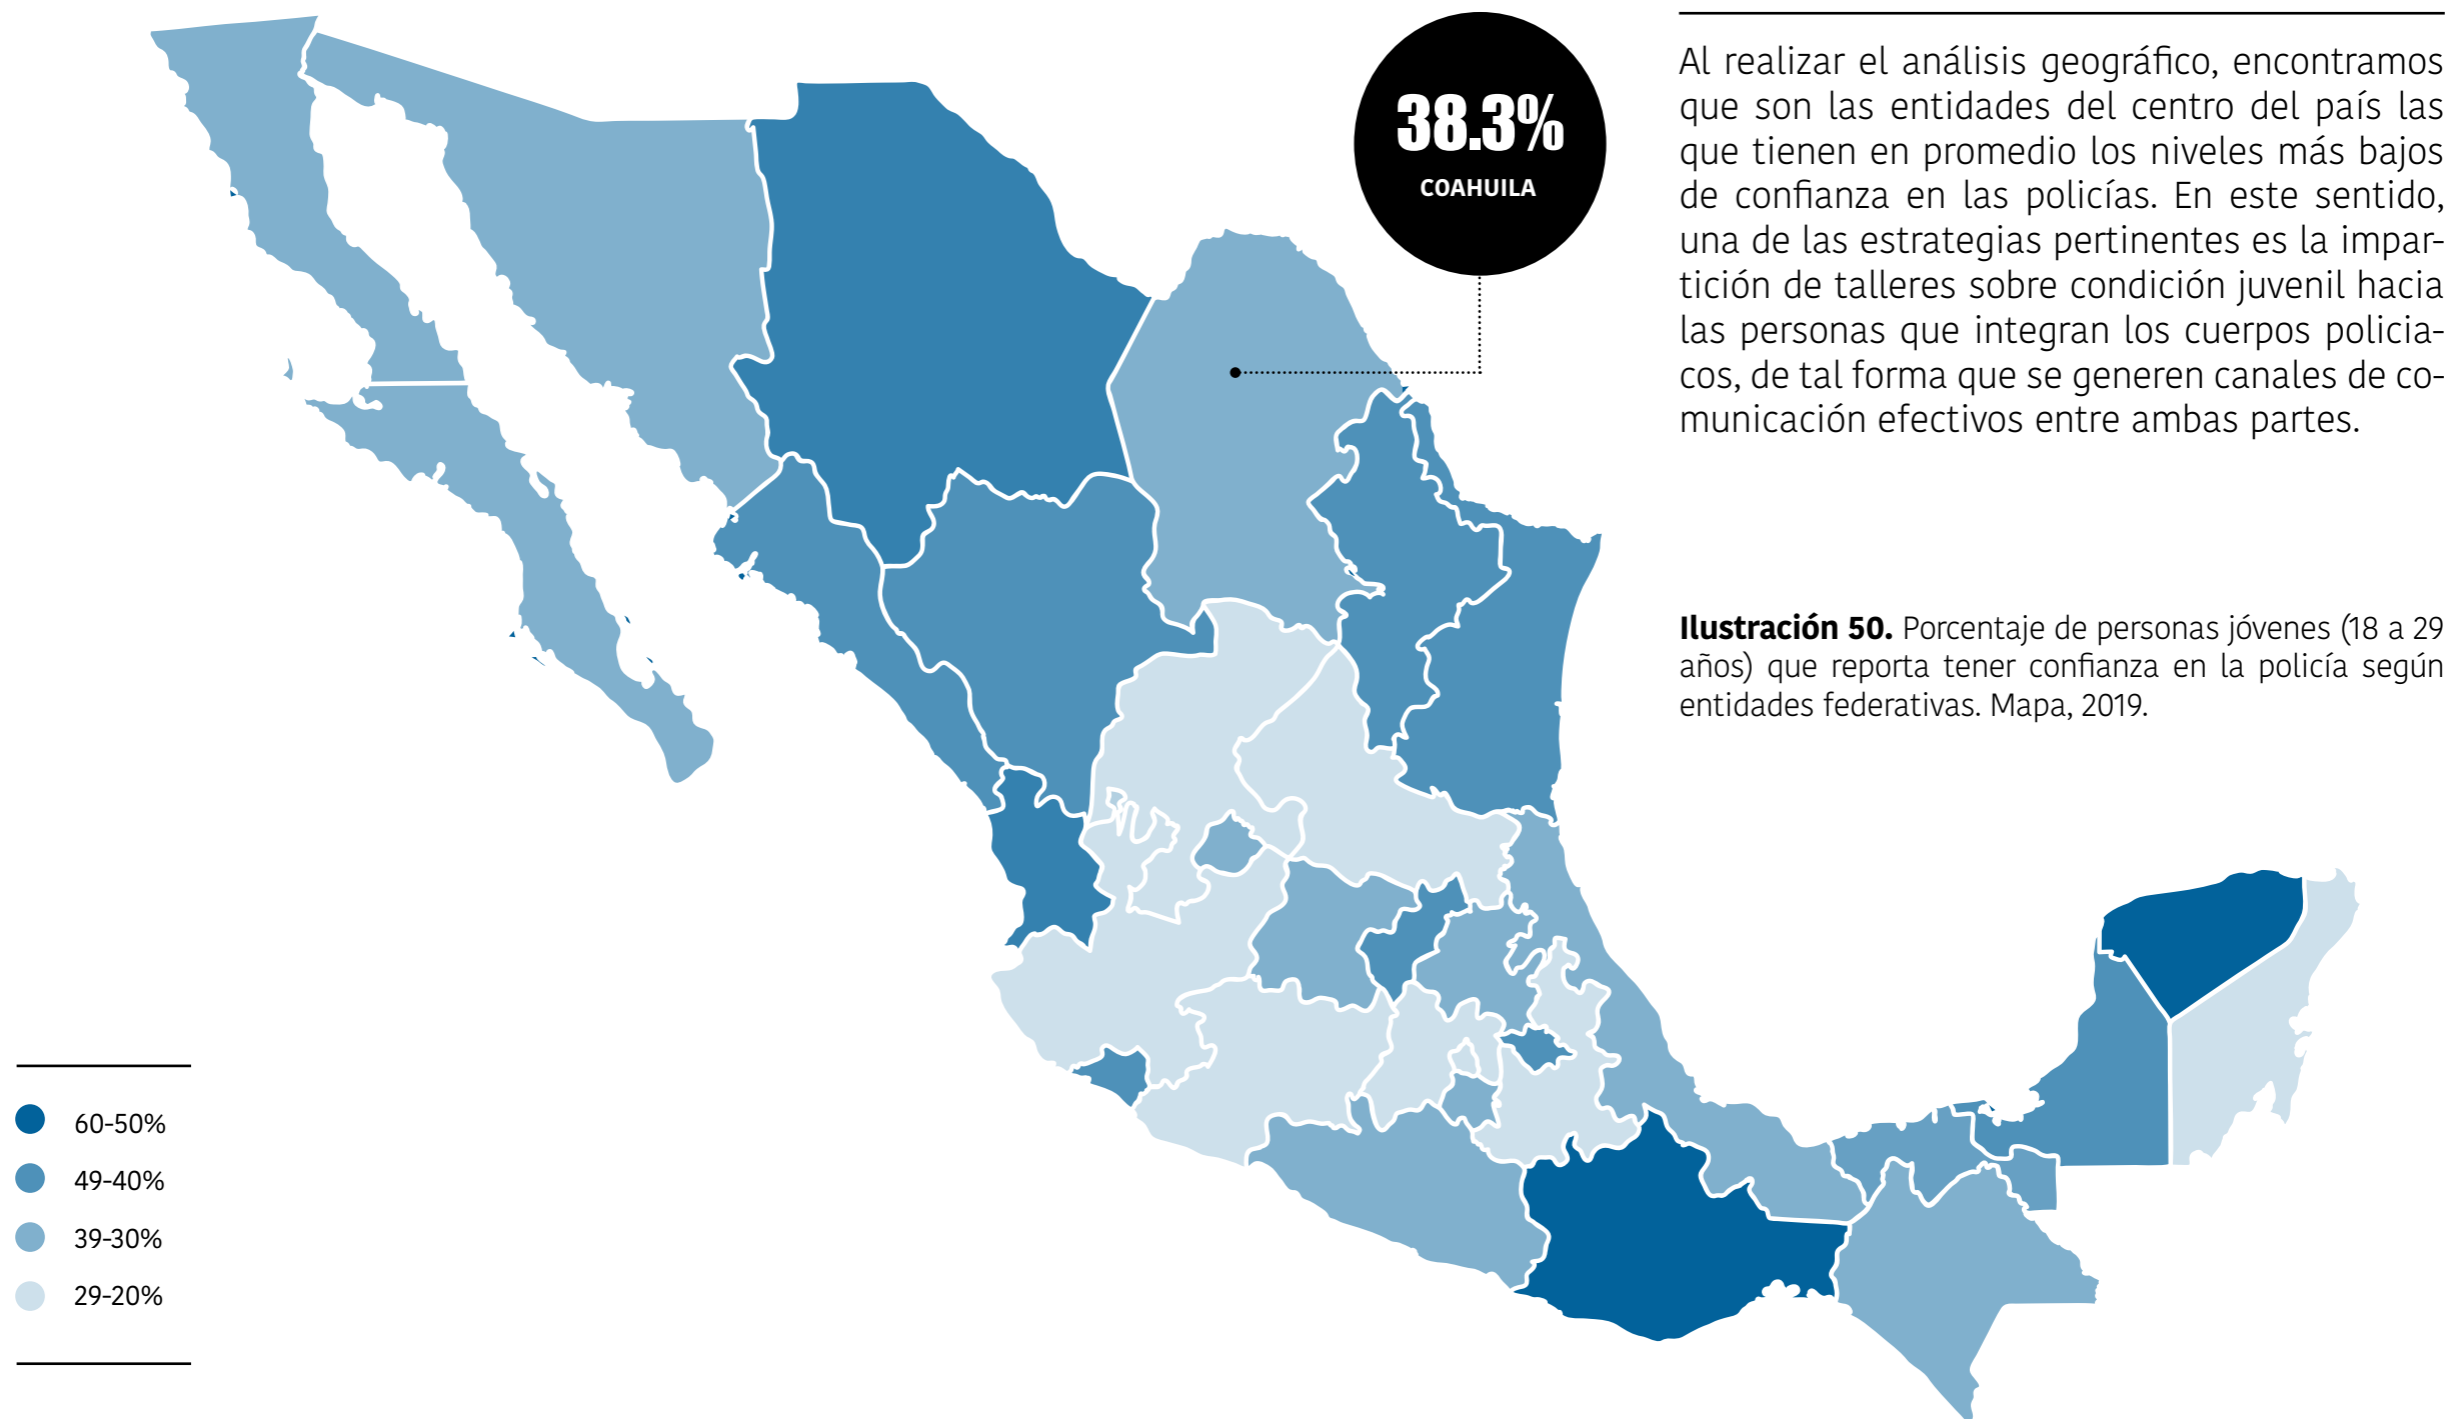 38.3%
COAHUILA
Al realizar el análisis geográfico, encontramos
que son las entidades del centro del país las
que tienen en promedio los niveles más bajos
de confianza en las policías. En este sentido,
una de las estrategias pertinentes es la impar-
tición de talleres sobre condición juvenil hacia
las personas que integran los cuerpos policia-
cos, de tal forma que se generen canales de co-
municación efectivos entre ambas partes.
Ilustración 50. Porcentaje de personas jóvenes (18 a 29
años) que reporta tener confianza en la policía según
entidades federativas. Mapa, 2019.
60-50%
49-40%
39-30%
29-20%